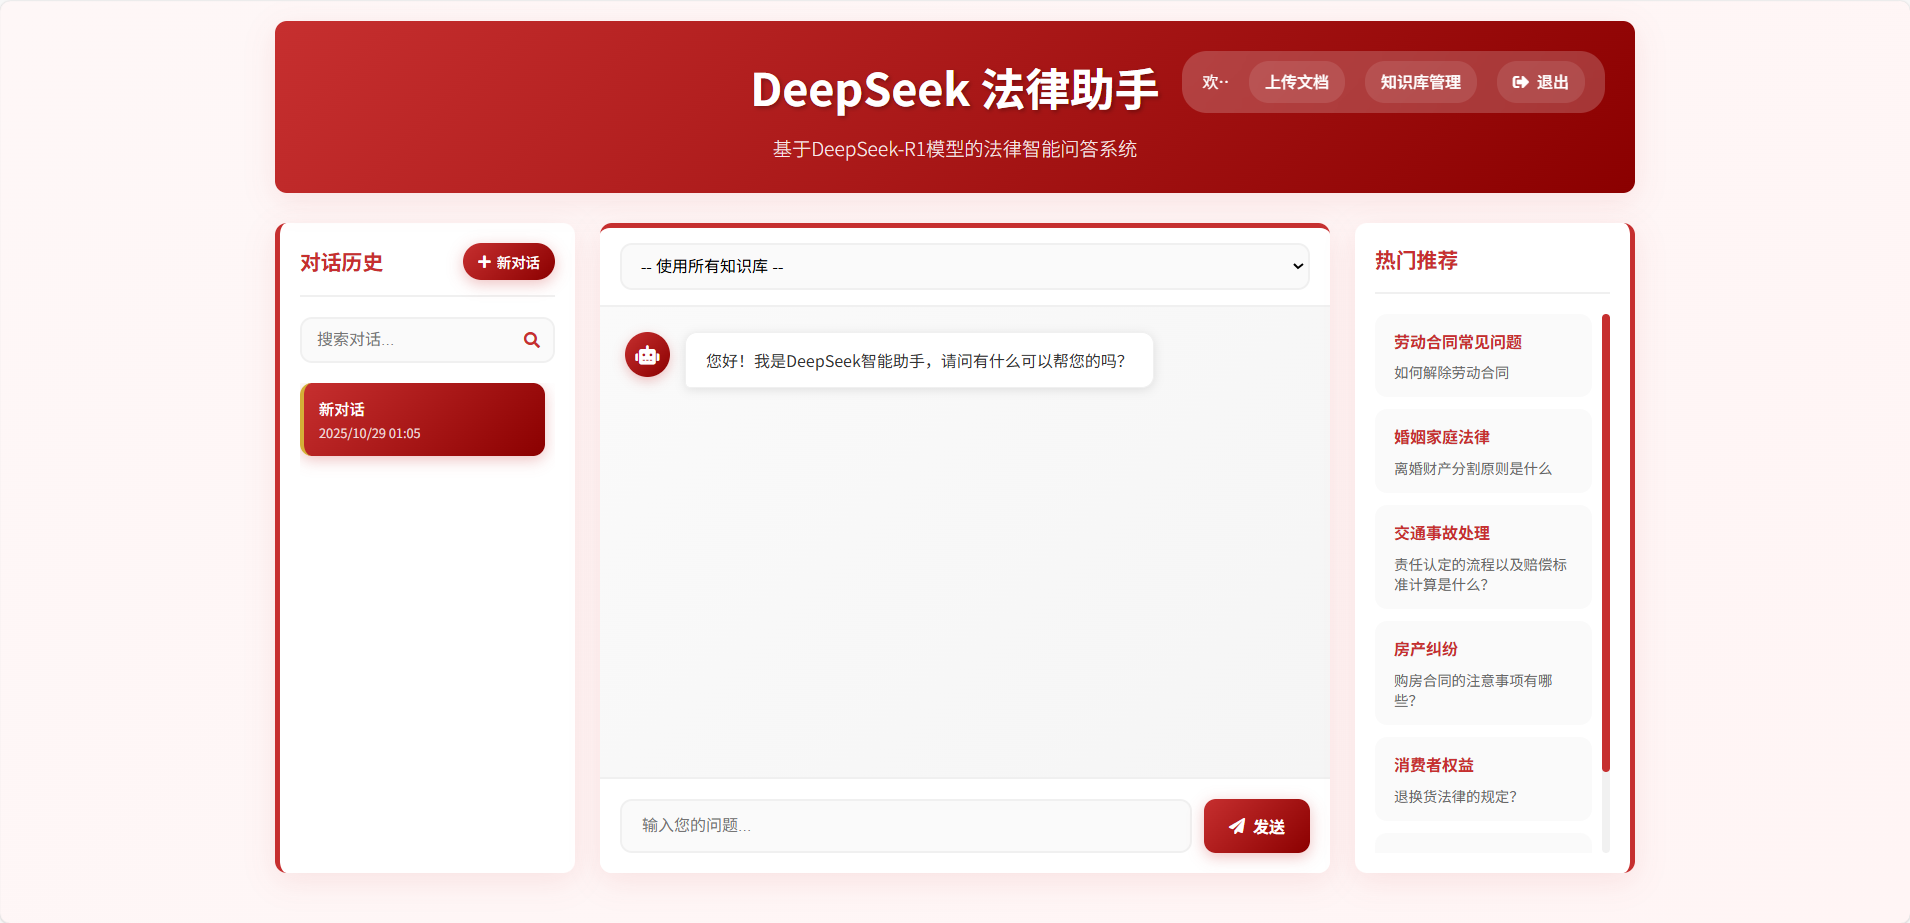 DeepSeek 法律助手
欢··
上传文档
知识库管理
退出
基于DeepSeek-R1模型的法律智能问答系统
对话历史
新对话
搜索对话...
新对话
2025/10/29 01:05
-- 使用所有知识库 --
您好！我是DeepSeek智能助手，请问有什么可以帮您的吗？
输入您的问题...
发送
热门推荐
劳动合同常见问题
如何解除劳动合同
婚姻家庭法律
离婚财产分割原则是什么
交通事故处理
责任认定的流程以及赔偿标
准计算是什么？
房产纠纷
购房合同的注意事项有哪
些？
消费者权益
退换货法律的规定？